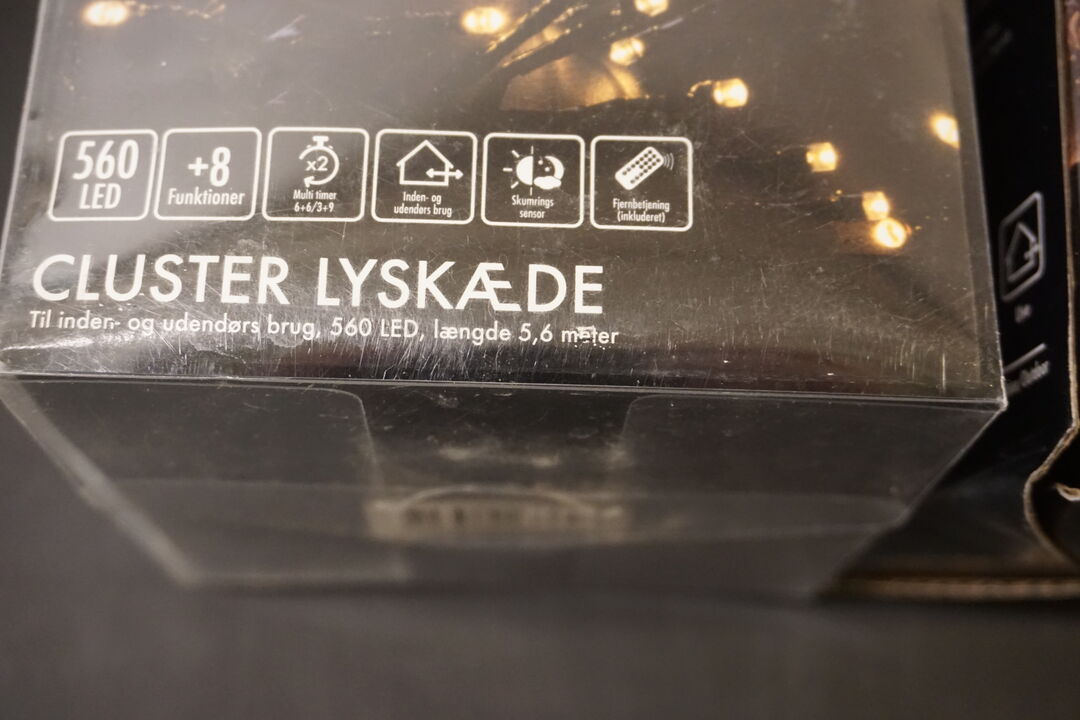 560
LED
+8
Funktioner
x2
Multi timer
6+6/3+9
Inden- og
udendørs brug
Skumrings
sensor
Fjernbetjening
(inkluderet)
CLUSTER LYSKÆDE
Til inden- og udendørs brug, 560 LED, længde 5,6 meter